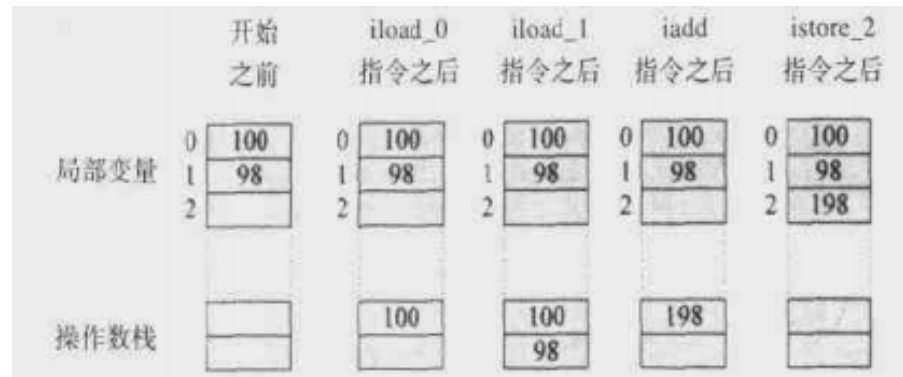 开始 iload_0 iload_1 iadd istore_2
之前 指令之后 指令之后 指令之后 指令之后
0 100 0 100 0 100 0 100 0 100
局部变量 1 98 1 98 1 98 1 98 1 98
2 2 2 2 2 198
100 100 198
操作数栈
98